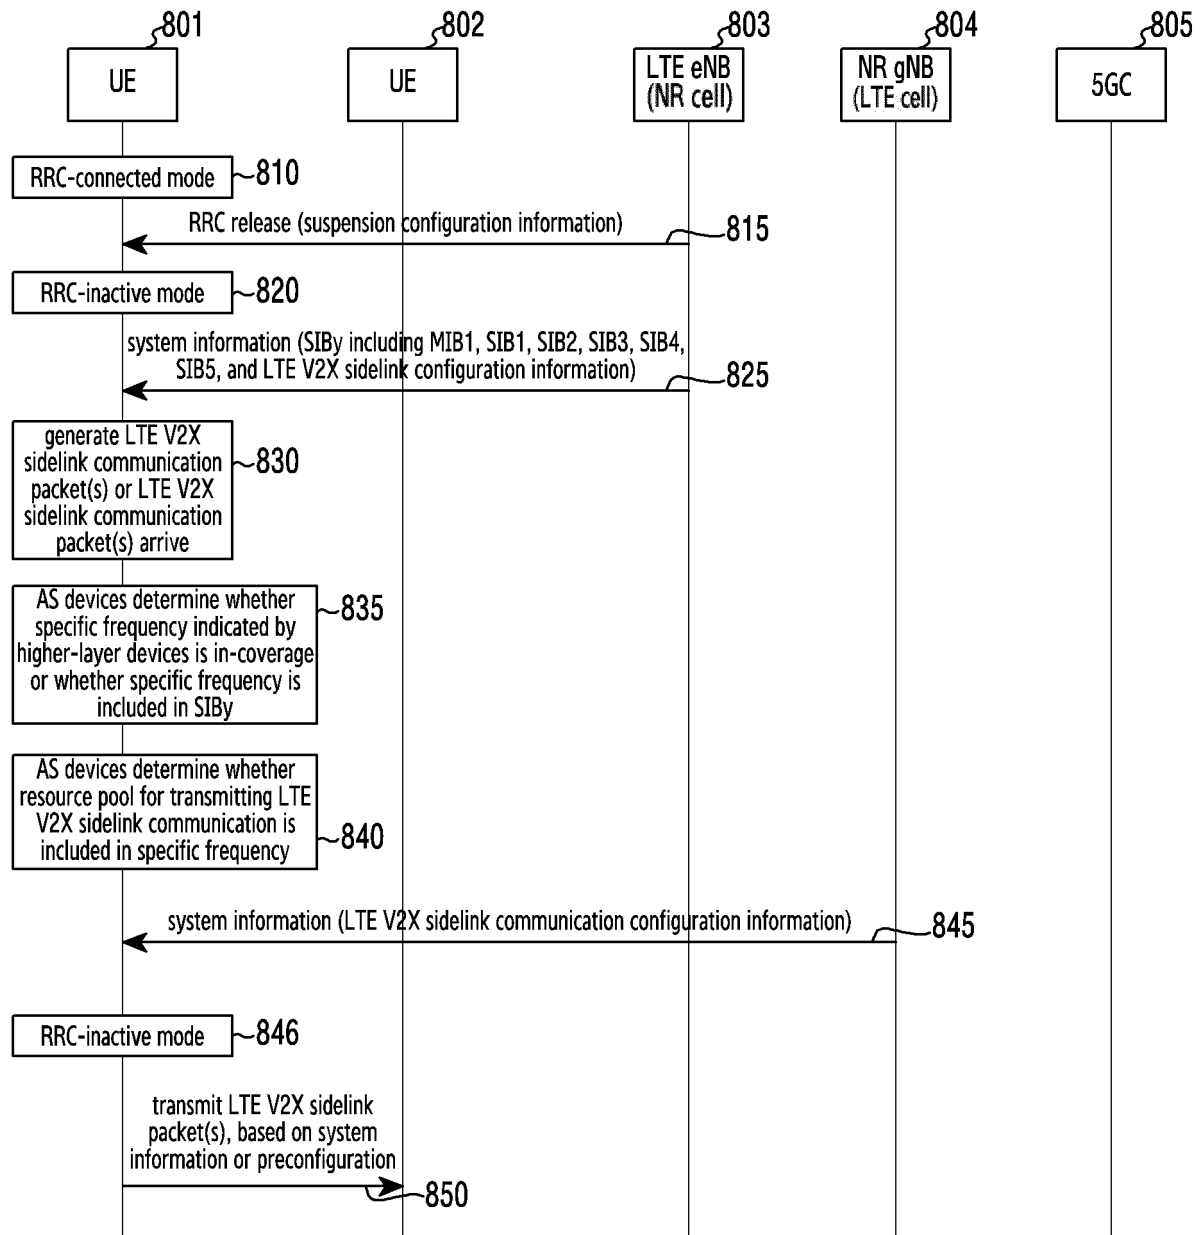 801
802
803
804
805
UE
UE
LTE eNB
(NR cell)
NR gNB
(LTE cell)
5GC
RRC-connected mode
810
RRC release (suspension configuration information)
815
RRC-inactive mode
820
system information (SIBy including MIB1, SIB1, SIB2, SIB3, SIB4,
SIB5, and LTE V2X sidelink configuration information)
825
generate LTE V2X
sidelink communication
packet(s) or LTE V2X
sidelink communication
packet(s) arrive
830
AS devices determine whether
specific frequency indicated by
higher-layer devices is in-coverage
or whether specific frequency is
included in SIBy
835
AS devices determine whether
resource pool for transmitting LTE
V2X sidelink communication is
included in specific frequency
840
system information (LTE V2X sidelink communication configuration information)
845
RRC-inactive mode
846
transmit LTE V2X sidelink
packet(s), based on system
information or preconfiguration
850